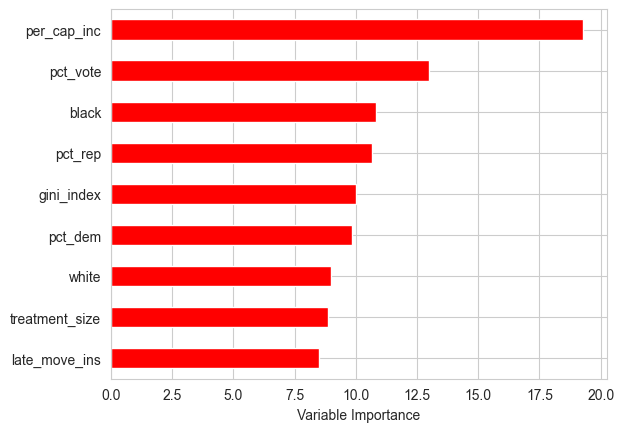 per_cap_inc
pct_vote
black
pct_rep
gini_index
pct_dem
white
treatment_size
late_move_ins
0.0 2.5 5.0 7.5 10.0 12.5 15.0 17.5 20.0
Variable Importance